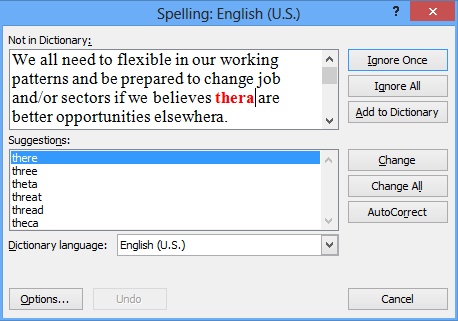 Spelling: English (U.S.)
? ×
Not in Dictionary:
We all need to flexible in our working
patterns and be prepared to change job
and/or sectors if we believes thera are
better opportunities elsewhera.
Ignore Once
Ignore All
Add to Dictionary
Suggestions:
there
three
theta
threat
thread
theca
Change
Change All
AutoCorrect
Dictionary language: English (U.S.)
Options... Undo Cancel